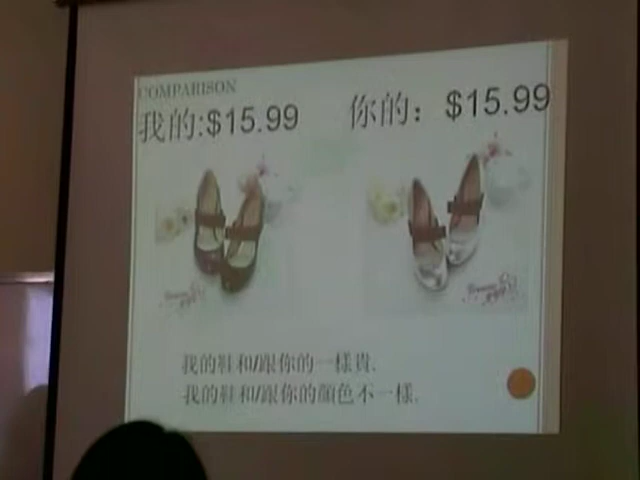 COMPARISON
我的:$15.99
你的: $15.99
我的鞋和/跟你的一樣貴.
我的鞋和/跟你的顏色不一樣.